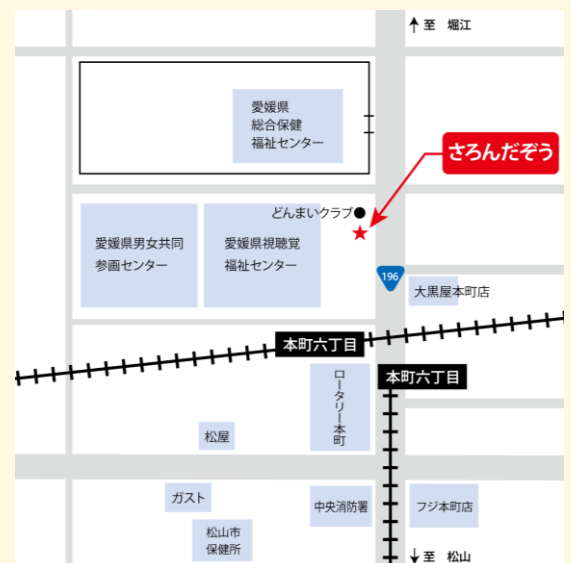 ↑至 堀江
愛媛県
総合保健
福祉センター
さろんだぞう
どんまいクラブ●
★
愛媛県男女共同
参画センター
愛媛県視聴覚
福祉センター
196
大黒屋本町店
本町六丁目
本町六丁目
ロータリー本町
松屋
ガスト
中央消防署
フジ本町店
松山市
保健所
↓至 松山